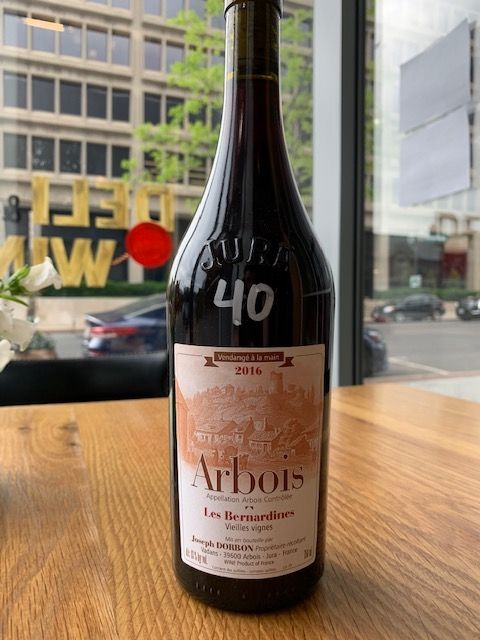 DELI &
WIN
JURA
40
Vendangé à la main
2016
Arbois
Appellation Arbois Contrôlée
Les Bernardines
Vieilles vignes
Mis en bouteille par
Joseph DORBON Propriétaire-récoltant
Vadans - 39600 Arbois - Jura - France
WINE Product of France